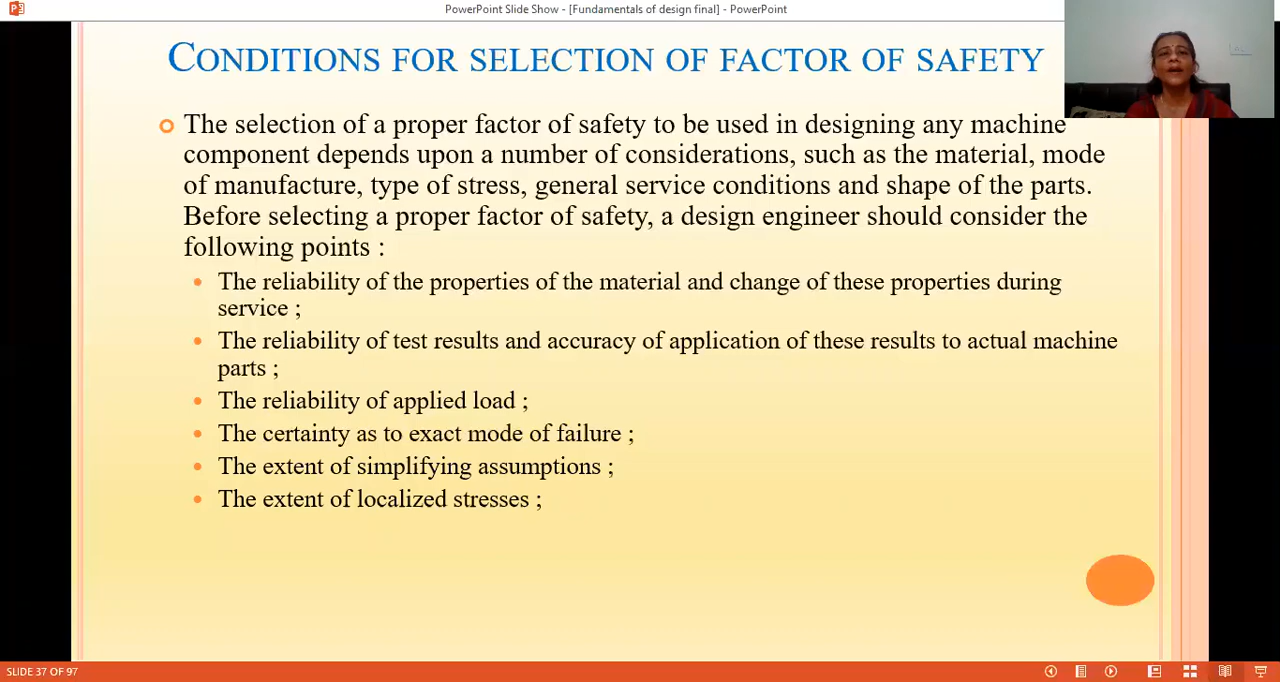 PowerPoint Slide Show - [Fundamentals of design final] - PowerPoint
CONDITIONS FOR SELECTION OF FACTOR OF SAFETY
The selection of a proper factor of safety to be used in designing any machine
component depends upon a number of considerations, such as the material, mode
of manufacture, type of stress, general service conditions and shape of the parts.
Before selecting a proper factor of safety, a design engineer should consider the
following points :
The reliability of the properties of the material and change of these properties during
service ;
The reliability of test results and accuracy of application of these results to actual machine
parts ;
The reliability of applied load ;
The certainty as to exact mode of failure ;
The extent of simplifying assumptions ;
The extent of localized stresses ;
SLIDE 37 OF 97